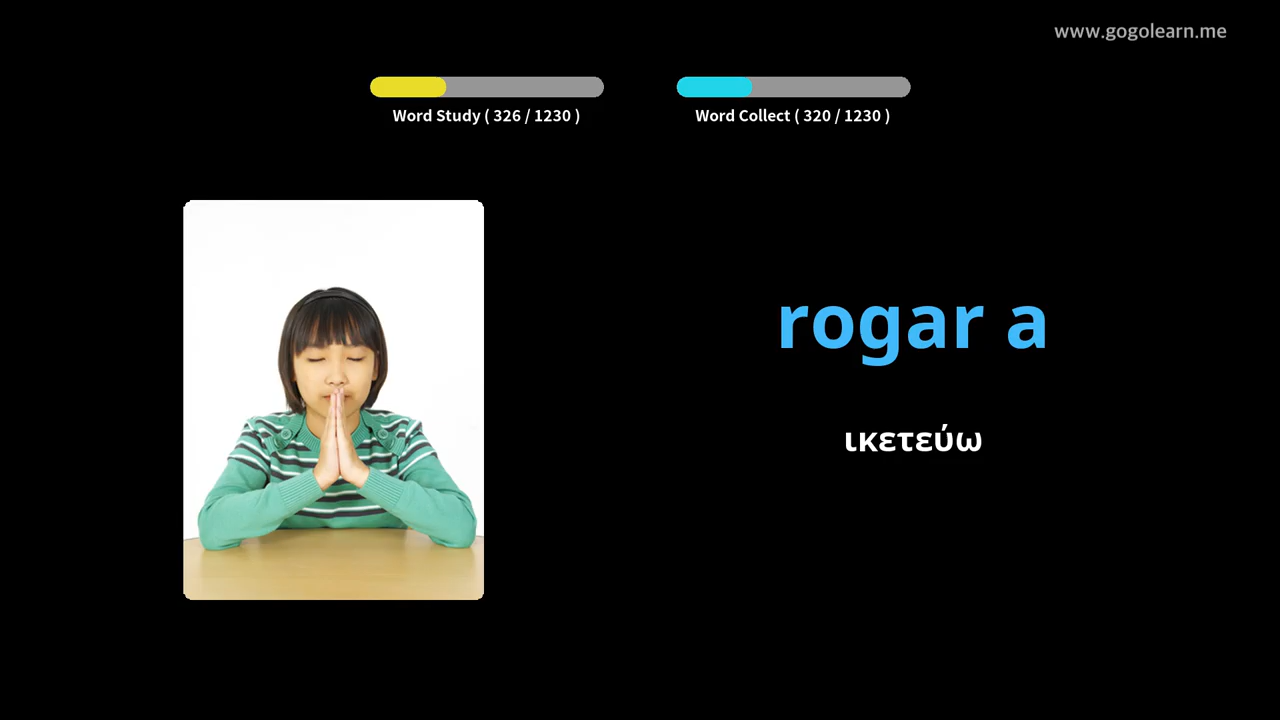 www.gogolearn.me
Word Study ( 326 / 1230 )
Word Collect ( 320 / 1230 )
rogar a
ικετεύω